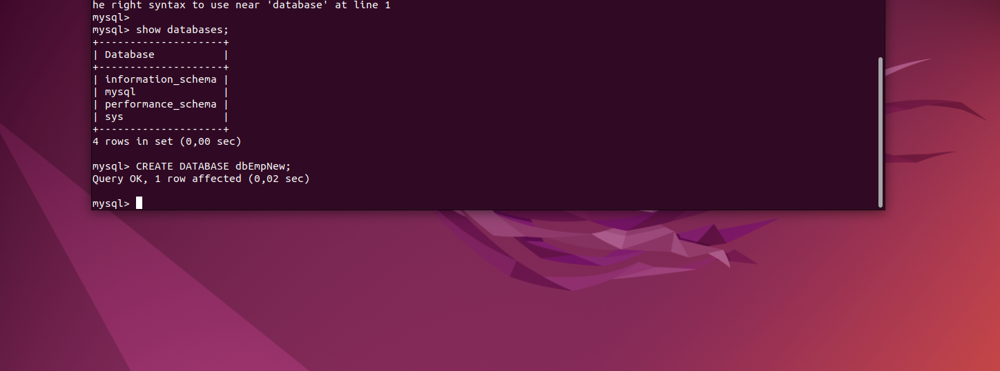 he right syntax to use near 'database' at line 1
mysql>
mysql> show databases;
+--------------------+
| Database           |
+--------------------+
| information_schema |
| mysql              |
| performance_schema |
| sys                |
+--------------------+
4 rows in set (0,00 sec)
mysql> CREATE DATABASE dbEmpNew;
Query OK, 1 row affected (0,02 sec)
mysql>